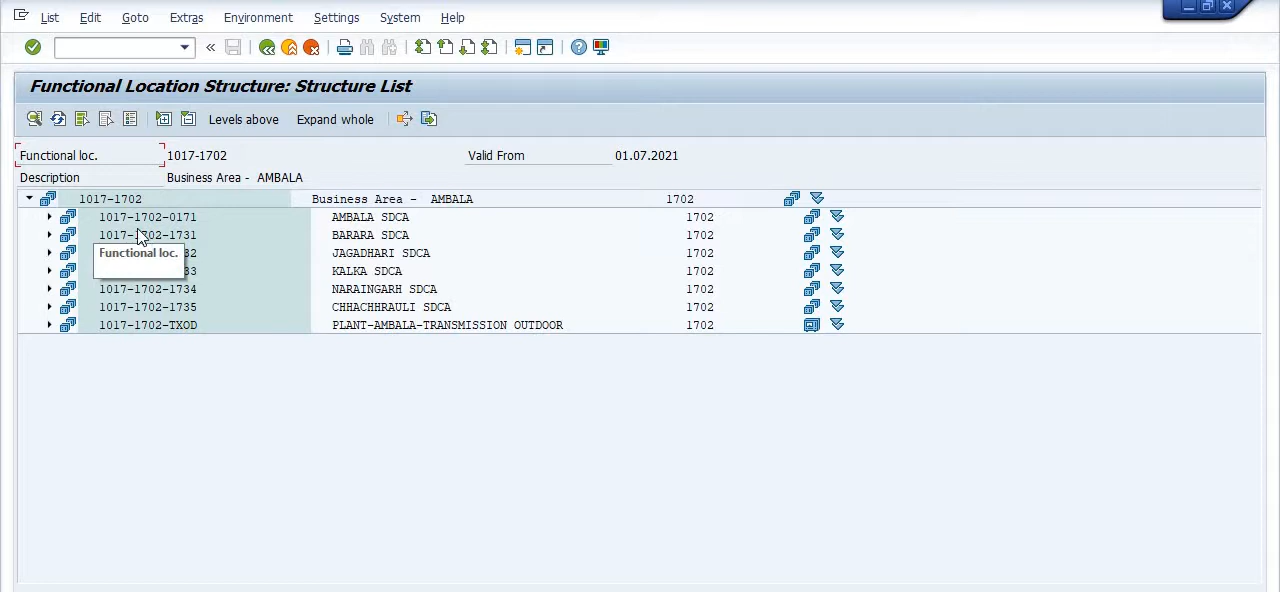 List Edit Goto Extras Environment Settings System Help
Functional Location Structure: Structure List
Levels above Expand whole
Functional loc. 1017-1702 Valid From 01.07.2021
Description Business Area - AMBALA
1017-1702 Business Area - AMBALA 1702
1017-1702-0171 AMBALA SDCA 1702
1017-1702-1731 BARARA SDCA 1702
Functional loc. 32 JAGADHARI SDCA 1702
33 KALKA SDCA 1702
1017-1702-1734 NARAINGARH SDCA 1702
1017-1702-1735 CHHACHHRAULI SDCA 1702
1017-1702-TXOD PLANT-AMBALA-TRANSMISSION OUTDOOR 1702